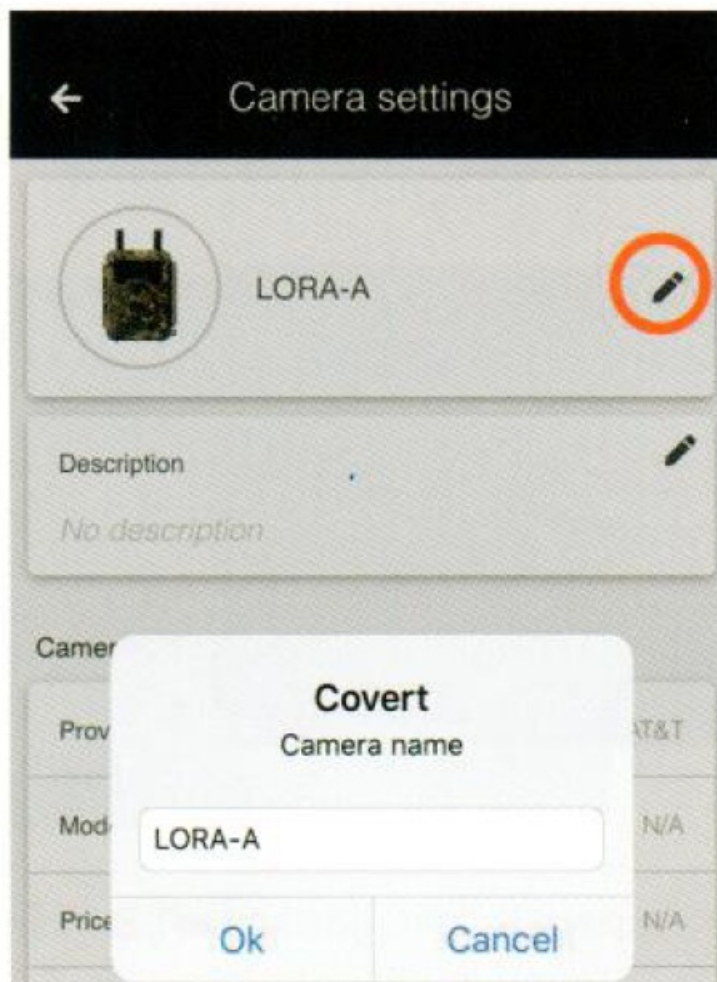 Camera settings
LORA-A
Description
No description
Camer
Covert
Camera name
Prov
AT&T
Mod
N/A
LORA-A
Price
N/A
Ok
Cancel